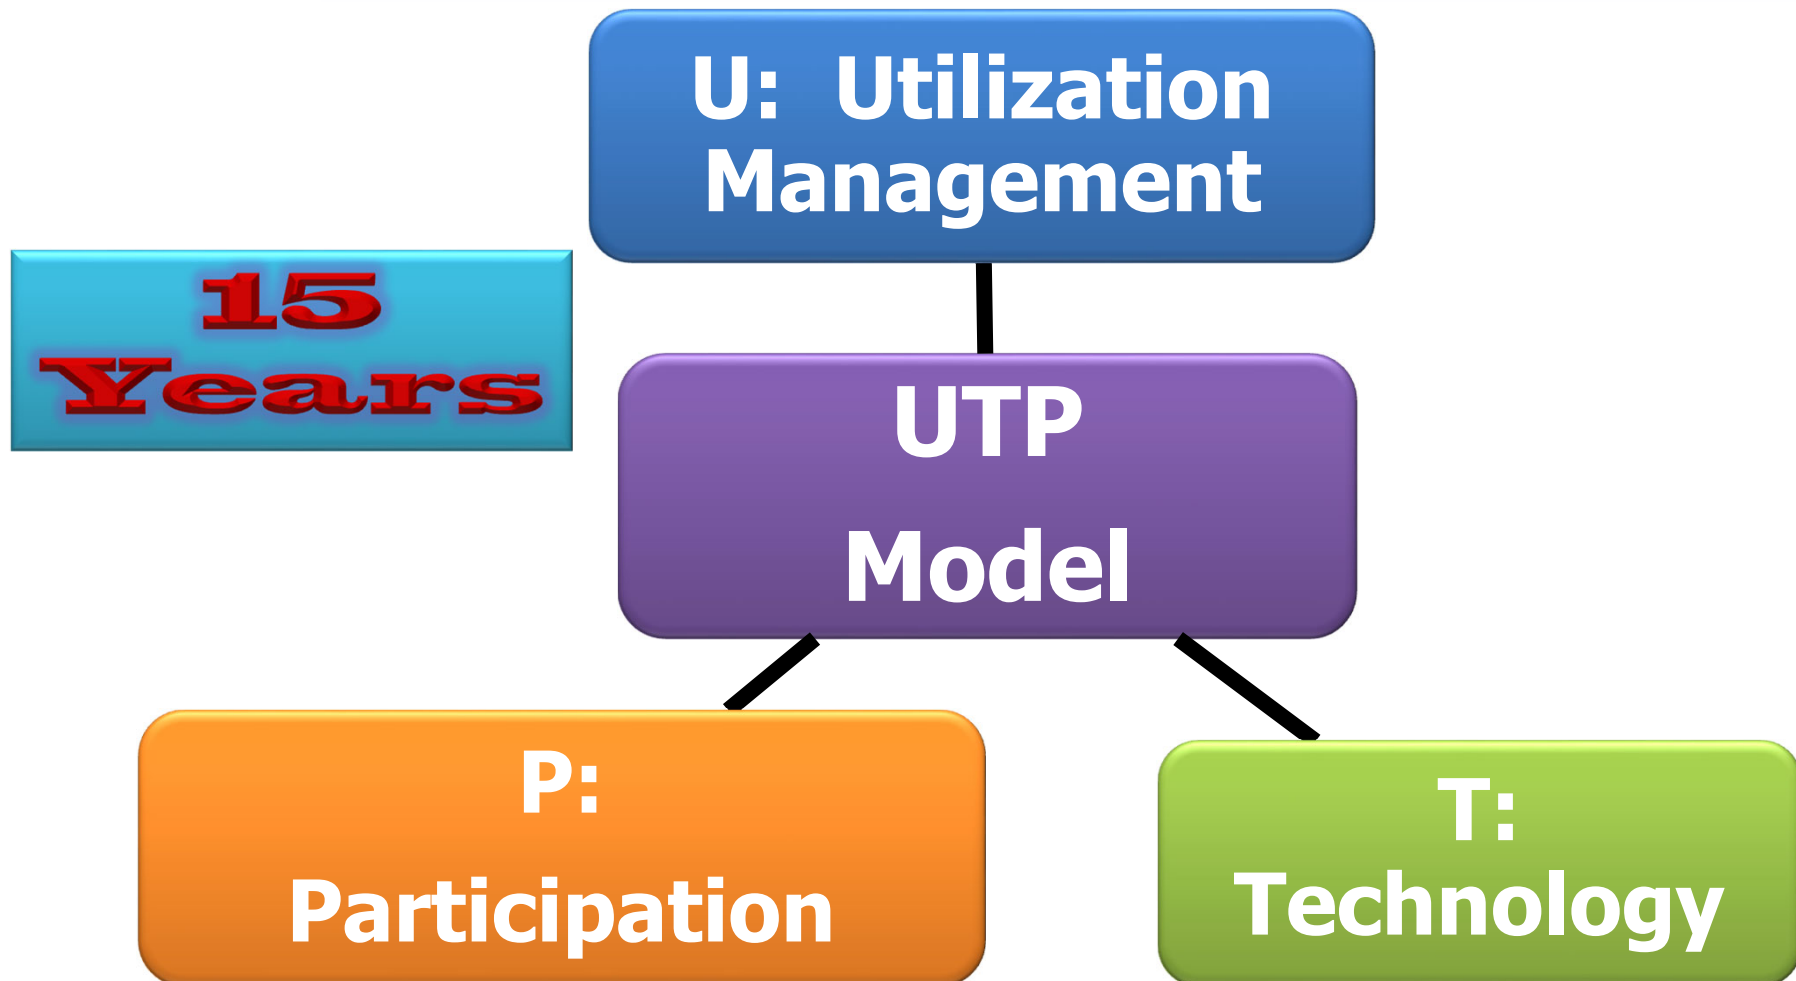 U: Utilization
Management
15
Years
UTP
Model
P:
Participation
T:
Technology